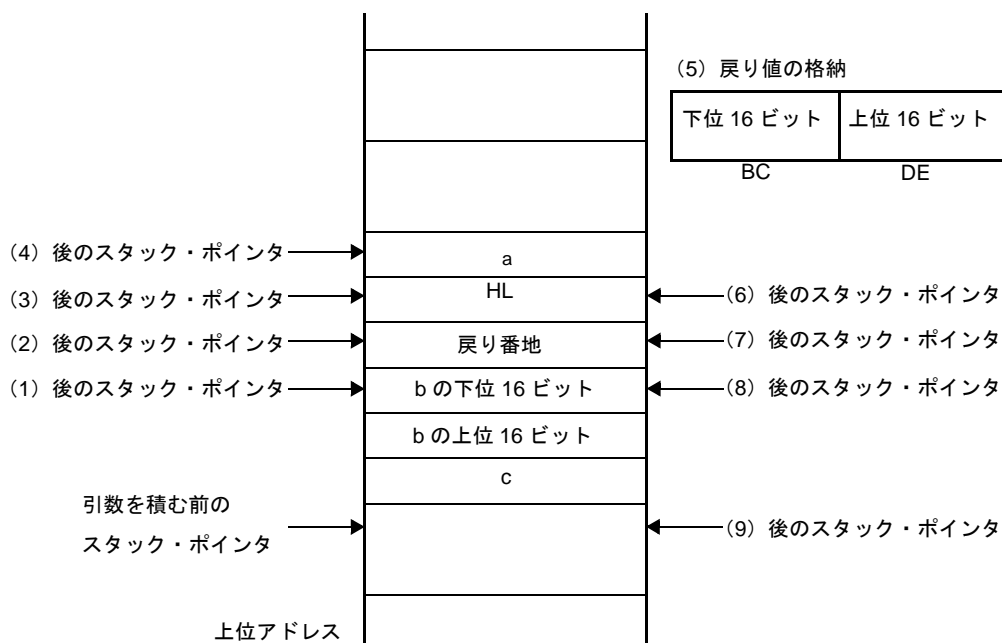 （5）戻り値の格納
下位 16 ビット
上位 16 ビット
BC
DE
（4）後のスタック・ポインタ
a
（3）後のスタック・ポインタ
HL
（6）後のスタック・ポインタ
（2）後のスタック・ポインタ
戻り番地
（7）後のスタック・ポインタ
（1）後のスタック・ポインタ
b の下位 16 ビット
（8）後のスタック・ポインタ
b の上位 16 ビット
c
引数を積む前の
スタック・ポインタ
（9）後のスタック・ポインタ
上位アドレス